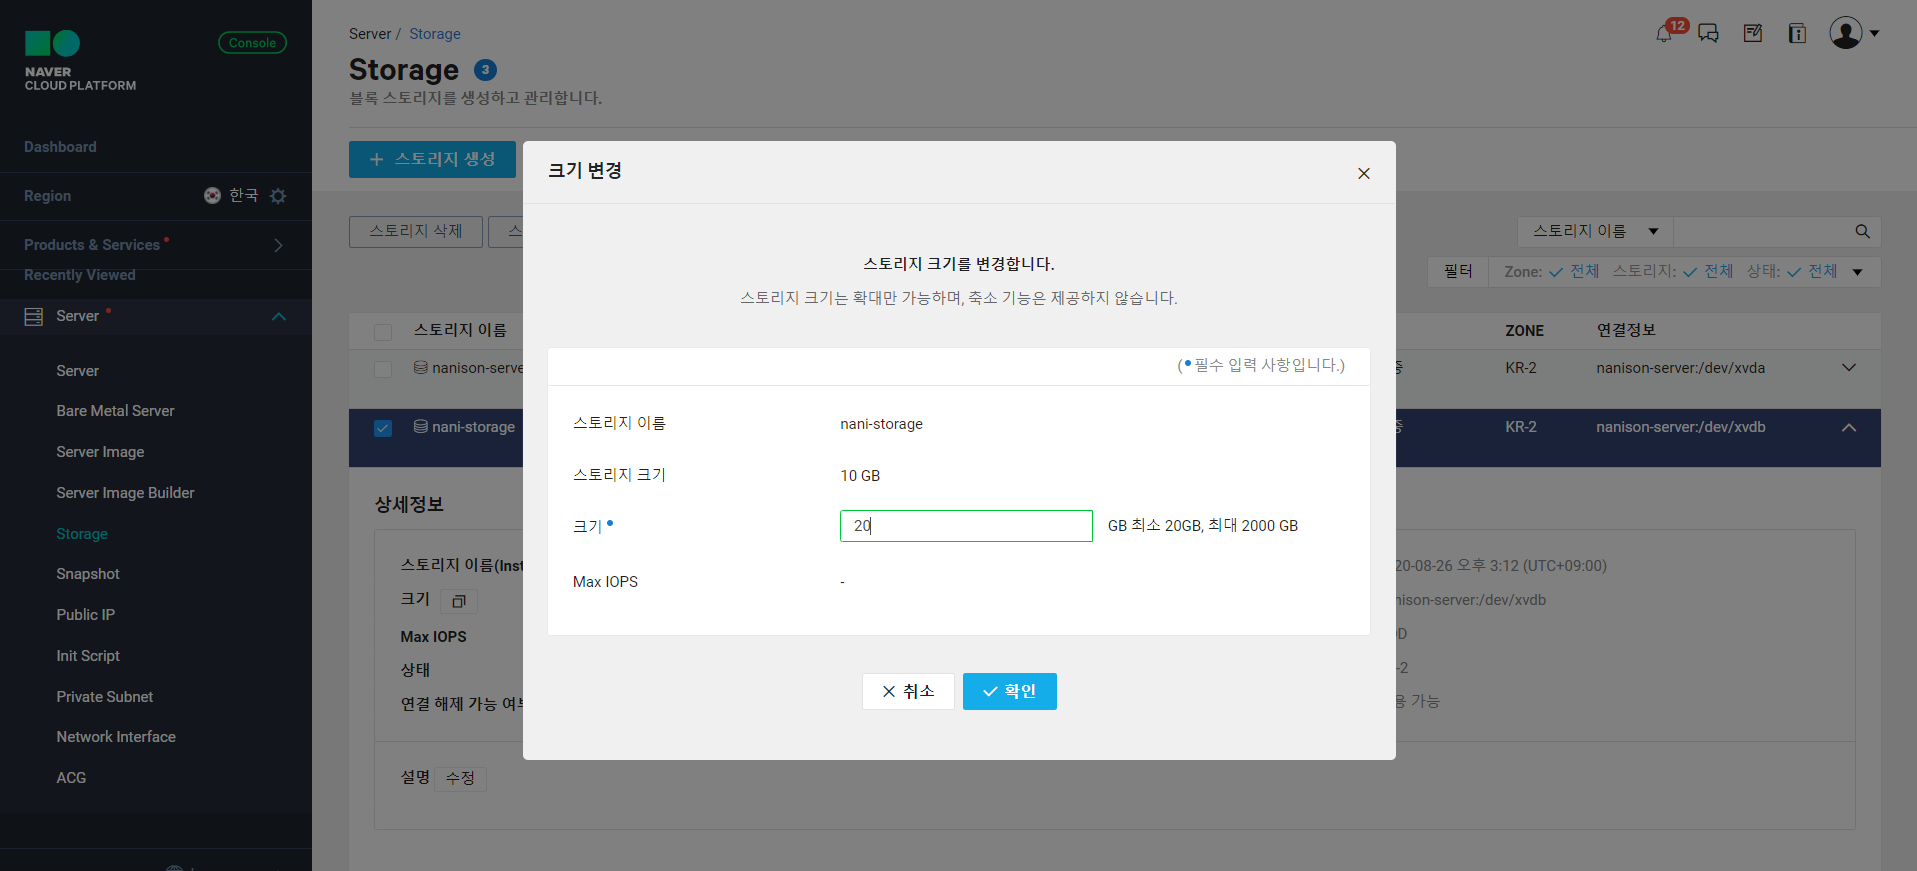 NAVER
CLOUD PLATFORM
Console
Dashboard
Region 한국
Products & Services
Recently Viewed
Server
Server
Bare Metal Server
Server Image
Server Image Builder
Storage
Snapshot
Public IP
Init Script
Private Subnet
Network Interface
ACG
Server / Storage
12
Storage 3
블록 스토리지를 생성하고 관리합니다.
+ 스토리지 생성
스토리지 삭제 스
스토리지 이름
필터 Zone: 전체 스토리지: 전체 상태: 전체
스토리지 이름 ZONE 연결정보
nanison-serve KR-2 nanison-server:/dev/xvda
nani-storage KR-2 nanison-server:/dev/xvdb
상세정보
스토리지 이름(Inst 20-08-26 오후 3:12 (UTC+09:00)
크기 nison-server:/dev/xvdb
Max IOPS D
상태 -2
연결 해제 가능 여부 용 가능
설명 수정
크기 변경
스토리지 크기를 변경합니다.
스토리지 크기는 확대만 가능하며, 축소 기능은 제공하지 않습니다.
(•필수 입력 사항입니다.)
스토리지 이름 nani-storage
스토리지 크기 10 GB
크기• 20 GB 최소 20GB, 최대 2000 GB
Max IOPS -
취소 확인